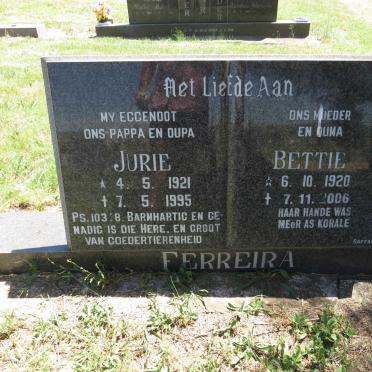 Met Liefde Aan
MY EGGENOOT
ONS PAPPA EN OUPA
JURIE
☆ 4. 5. 1921
† 7. 5. 1995
PS. 103: 8. BARMHARTIG EN GE-
NADIG IS DIE HERE, EN GROOT
VAN GOEDERTIERENHEID
ONS MOEDER
EN OUMA
BETTIE
☆ 6. 10. 1920
† 7. 11. 2006
HAAR HANDE WAS
MEeR AS KORALE
FERREIRA